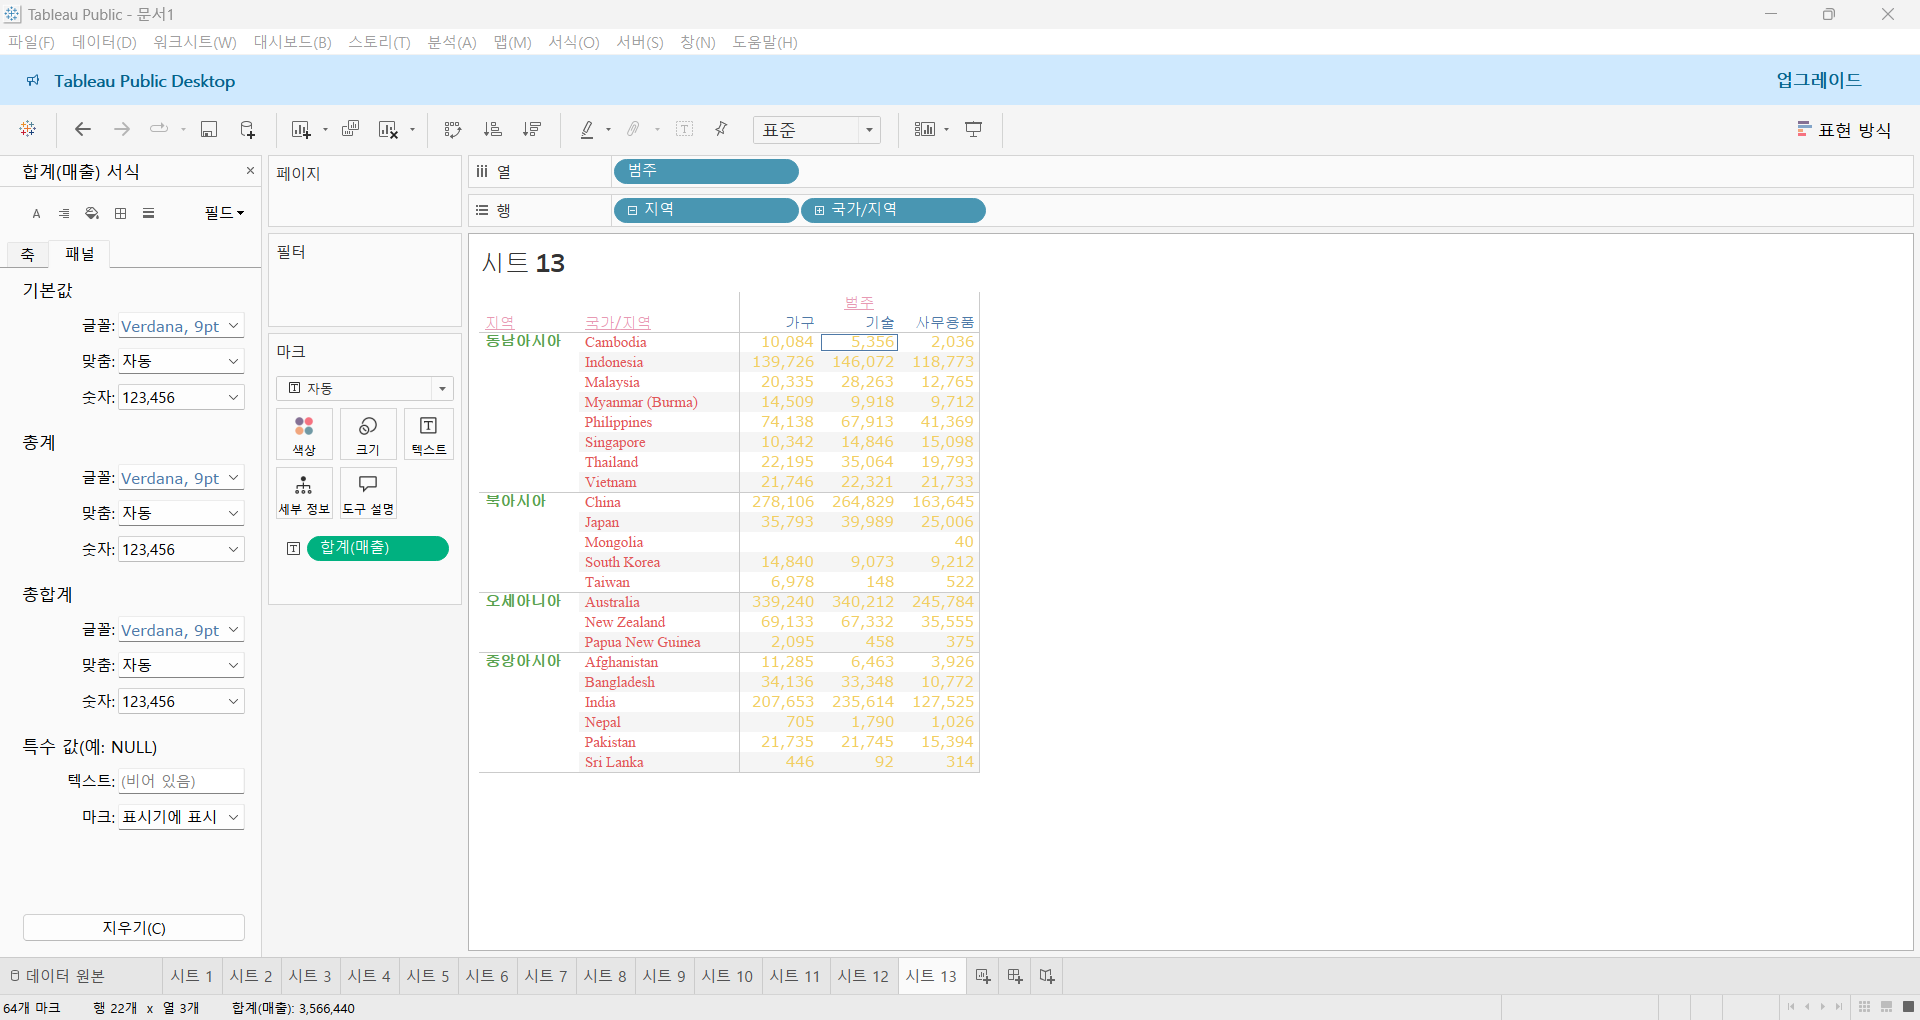 Tableau Public - 문서1
파일(F) 데이터(D) 워크시트(W) 대시보드(B) 스토리(T) 분석(A) 맵(M) 서식(O) 서버(S) 창(N) 도움말(H)
Tableau Public Desktop 업그레이드
표준 표현 방식
합계(매출) 서식
필드
축 패널
기본값
글꼴: Verdana, 9pt
맞춤: 자동
숫자: 123,456
총계
글꼴: Verdana, 9pt
맞춤: 자동
숫자: 123,456
총합계
글꼴: Verdana, 9pt
맞춤: 자동
숫자: 123,456
특수 값(예: NULL)
텍스트: (비어 있음)
마크: 표시기에 표시
지우기(C)
페이지
필터
마크
자동
색상 크기 텍스트
세부 정보 도구 설명
합계(매출)
열 범주
행 지역 국가/지역
시트 13
범주
지역 국가/지역 가구 기술 사무용품
동남아시아 Cambodia 10,084 5,356 2,036
Indonesia 139,726 146,072 118,773
Malaysia 20,335 28,263 12,765
Myanmar (Burma) 14,509 9,918 9,712
Philippines 74,138 67,913 41,369
Singapore 10,342 14,846 15,098
Thailand 22,195 35,064 19,793
Vietnam 21,746 22,321 21,733
북아시아 China 278,106 264,829 163,645
Japan 35,793 39,989 25,006
Mongolia 40
South Korea 14,840 9,073 9,212
Taiwan 6,978 148 522
오세아니아 Australia 339,240 340,212 245,784
New Zealand 69,133 67,332 35,555
Papua New Guinea 2,095 458 375
중앙아시아 Afghanistan 11,285 6,463 3,926
Bangladesh 34,136 33,348 10,772
India 207,653 235,614 127,525
Nepal 705 1,790 1,026
Pakistan 21,735 21,745 15,394
Sri Lanka 446 92 314
데이터 원본 시트 1 시트 2 시트 3 시트 4 시트 5 시트 6 시트 7 시트 8 시트 9 시트 10 시트 11 시트 12 시트 13
64개 마크 행 22개 x 열 3개 합계(매출): 3,566,440